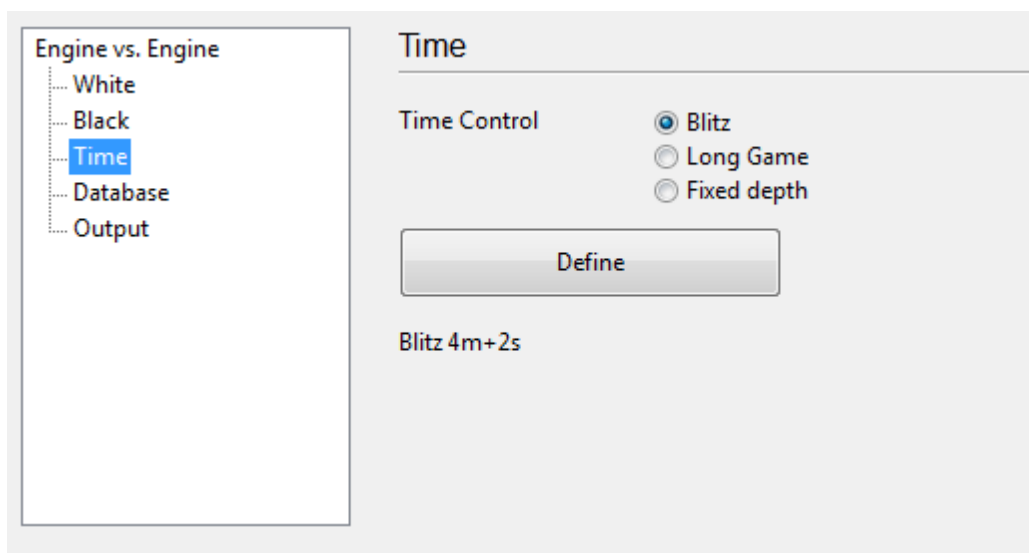 Engine vs. Engine
White
Black
Time
Database
Output
Time
Time Control
Blitz
Long Game
Fixed depth
Define
Blitz 4m+2s